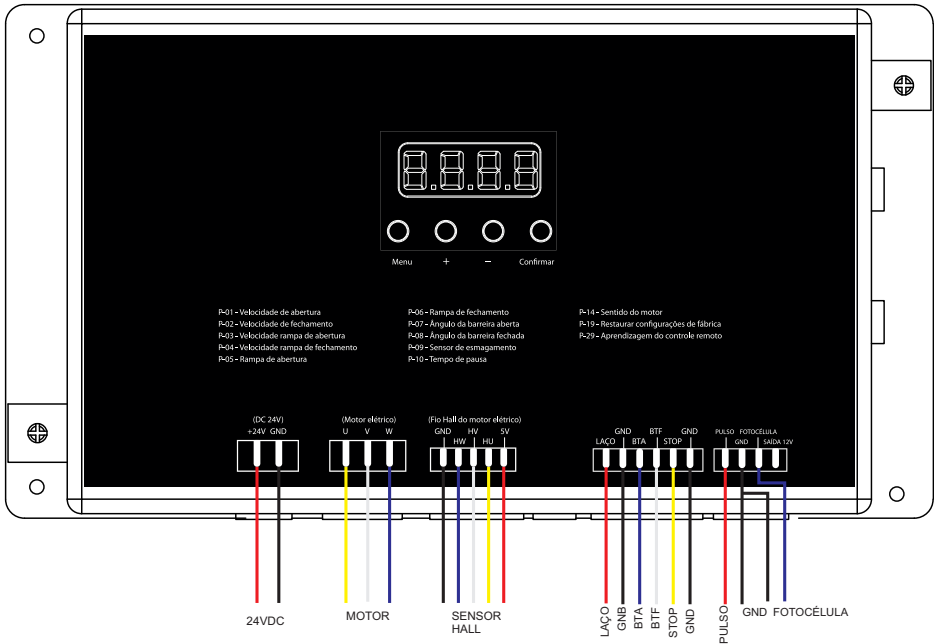 8.8.8.8
Menu + − Confirmar
P-01 - Velocidade de abertura
P-02 - Velocidade de fechamento
P-03 - Velocidade rampa de abertura
P-04 - Velocidade rampa de fechamento
P-05 - Rampa de abertura
P-06 - Rampa de fechamento
P-07 - Ângulo da barreira aberta
P-08 - Ângulo da barreira fechada
P-09 - Sensor de esmagamento
P-10 - Tempo de pausa
P-14 - Sentido do motor
P-19 - Restaurar configurações de fábrica
P-29 - Aprendizagem do controle remoto
(DC 24V)
+24V GND
(Motor elétrico)
U V W
(Fio Hall do motor elétrico)
GND HV 5V
HW HU
GND BTF GND
LAÇO BTA STOP
PULSO FOTOCÉLULA
GND SAÍDA 12V
24VDC
MOTOR
SENSOR
HALL
LAÇO
GNB
BTA
BTF
STOP
GND
PULSO
GND FOTOCÉLULA